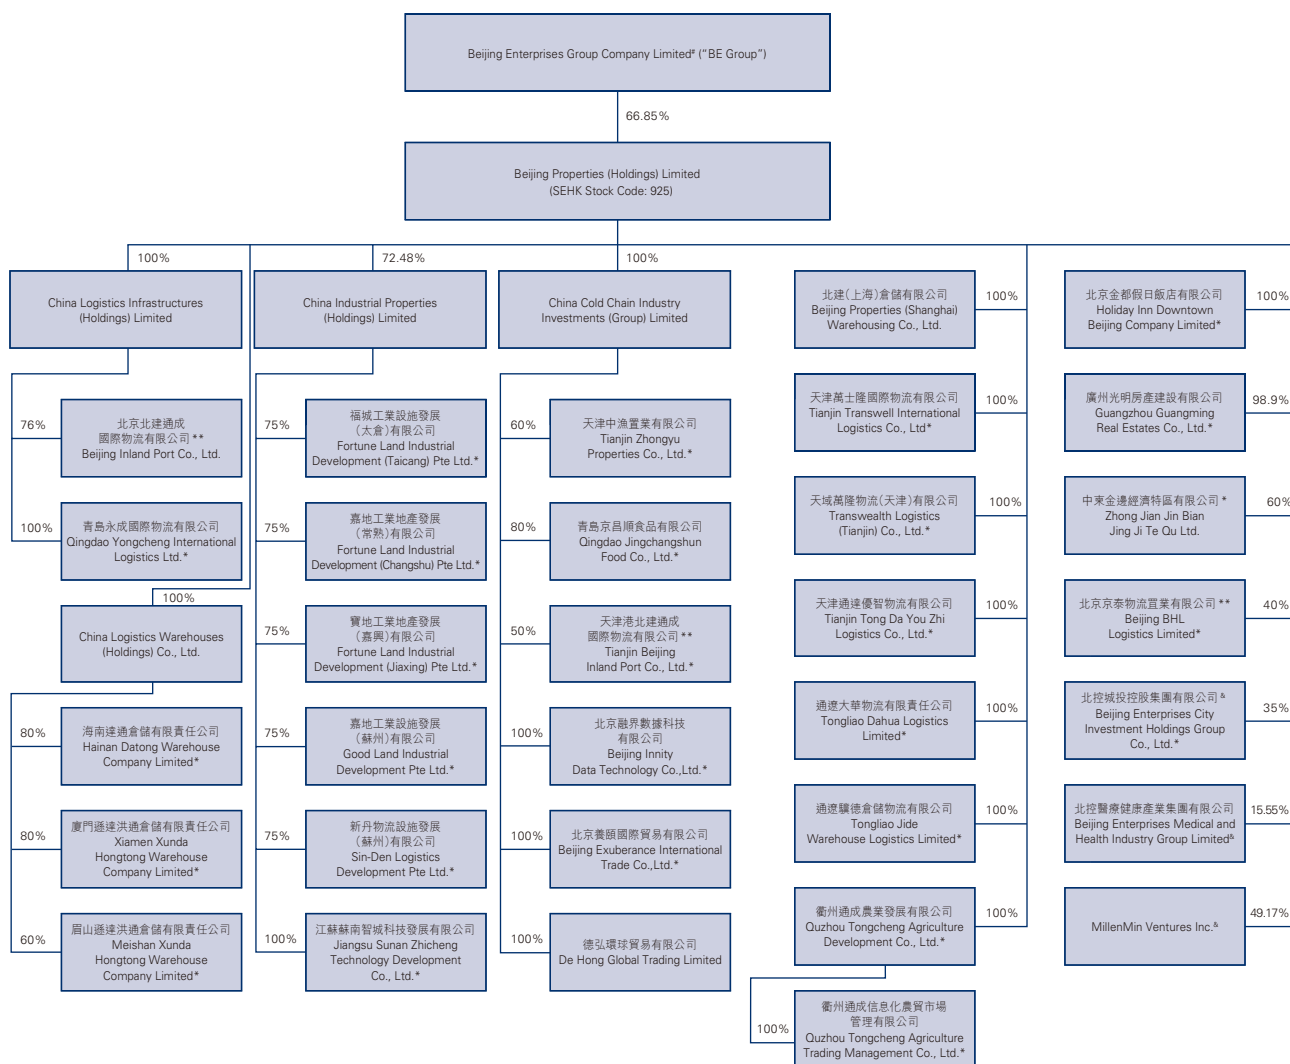 Beijing Enterprises Group Company Limited# (“BE Group”)
66.85%
Beijing Properties (Holdings) Limited
(SEHK Stock Code: 925)
100%
China Logistics Infrastructures
(Holdings) Limited
76%
北京北建通成
國際物流有限公司**
Beijing Inland Port Co., Ltd.
100%
青島永成國際物流有限公司
Qingdao Yongcheng International
Logistics Ltd.*
100%
China Logistics Warehouses
(Holdings) Co., Ltd.
80%
海南達通倉儲有限責任公司
Hainan Datong Warehouse
Company Limited*
80%
廈門遜達洪通倉儲有限責任公司
Xiamen Xunda
Hongtong Warehouse
Company Limited*
60%
眉山遜達洪通倉儲有限責任公司
Meishan Xunda
Hongtong Warehouse
Company Limited*
72.48%
China Industrial Properties
(Holdings) Limited
75%
福城工業設施發展
（太倉）有限公司
Fortune Land Industrial
Development (Taicang) Pte Ltd.*
75%
嘉地工業地產發展
（常熟）有限公司
Fortune Land Industrial
Development (Changshu) Pte Ltd.*
75%
寶地工業地產發展
（嘉興）有限公司
Fortune Land Industrial
Development (Jiaxing) Pte Ltd.*
75%
嘉地工業設施發展
（蘇州）有限公司
Good Land Industrial
Development Pte Ltd.*
75%
新丹物流設施發展
（蘇州）有限公司
Sin-Den Logistics
Development Pte Ltd.*
100%
江蘇蘇南智城科技發展有限公司
Jiangsu Sunan Zhicheng
Technology Development
Co., Ltd.*
100%
China Cold Chain Industry
Investments (Group) Limited
60%
天津中漁置業有限公司
Tianjin Zhongyu
Properties Co., Ltd.*
80%
青島京昌順食品有限公司
Qingdao Jingchangshun
Food Co., Ltd.*
50%
天津港北建通成
國際物流有限公司**
Tianjin Beijing
Inland Port Co., Ltd.*
100%
北京融界數據科技
有限公司
Beijing Innity
Data Technology Co.,Ltd.*
100%
北京養頤國際貿易有限公司
Beijing Exuberance International
Trade Co.,Ltd.*
100%
德弘環球貿易有限公司
De Hong Global Trading Limited
北建（上海）倉儲有限公司
Beijing Properties (Shanghai)
Warehousing Co., Ltd.
100%
天津萬士隆國際物流有限公司
Tianjin Transwell International
Logistics Co., Ltd*
100%
天域萬隆物流（天津）有限公司
Transwealth Logistics
(Tianjin) Co., Ltd.*
100%
天津通達優智物流有限公司
Tianjin Tong Da You Zhi
Logistics Co., Ltd.*
100%
通遼大華物流有限責任公司
Tongliao Dahua Logistics
Limited*
100%
通遼驥德倉儲物流有限公司
Tongliao Jide
Warehouse Logistics Limited*
100%
衢州通成農業發展有限公司
Quzhou Tongcheng Agriculture
Development Co., Ltd.*
100%
100%
衢州通成信息化農貿市場
管理有限公司
Quzhou Tongcheng Agriculture
Trading Management Co., Ltd.*
北京金都假日飯店有限公司
Holiday Inn Downtown
Beijing Company Limited*
100%
廣州光明房產建設有限公司
Guangzhou Guangming
Real Estates Co., Ltd.*
98.9%
中柬金邊經濟特區有限公司*
Zhong Jian Jin Bian
Jing Ji Te Qu Ltd.
60%
北京京泰物流置業有限公司**
Beijing BHL
Logistics Limited*
40%
北控城投控股集團有限公司&
Beijing Enterprises City
Investment Holdings Group
Co., Ltd.*
35%
北控醫療健康產業集團有限公司
Beijing Enterprises Medical and
Health Industry Group Limited&
15.55%
MillenMin Ventures Inc.&
49.17%